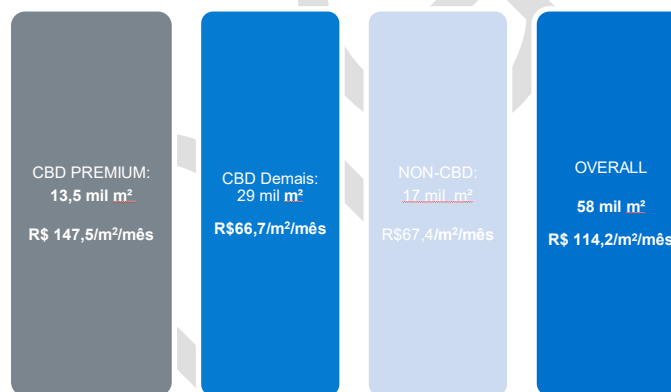 CBD PREMIUM:
13,5 mil m²
R$ 147,5/m²/mês
CBD Demais:
29 mil m²
R$66,7/m²/mês
NON-CBD:
17 mil m²
R$67,4/m²/mês
OVERALL
58 mil m²
R$ 114,2/m²/mês